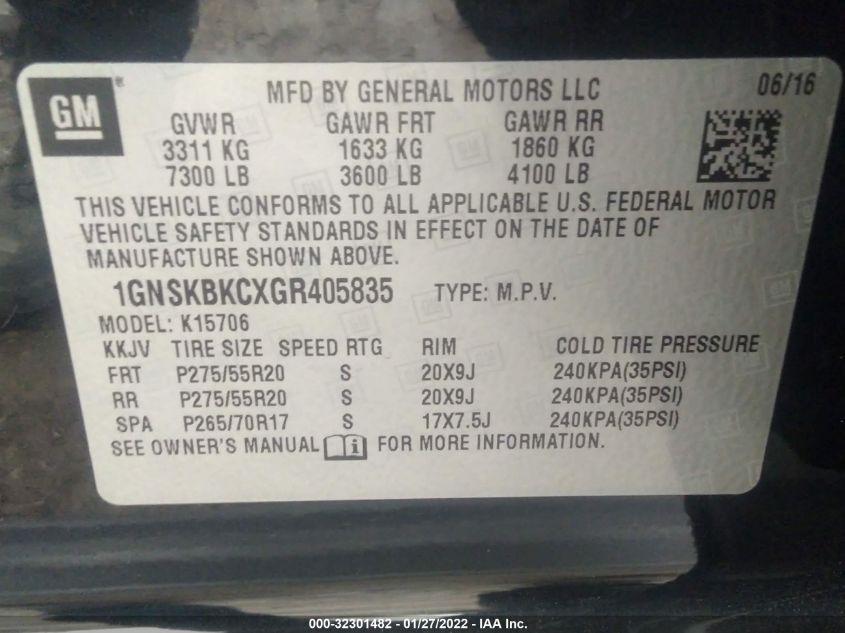 GM ®
MFD BY GENERAL MOTORS LLC 06/16
GVWR GAWR FRT GAWR RR
3311 KG 1633 KG 1860 KG
7300 LB 3600 LB 4100 LB
THIS VEHICLE CONFORMS TO ALL APPLICABLE U.S. FEDERAL MOTOR
VEHICLE SAFETY STANDARDS IN EFFECT ON THE DATE OF
MANUFACTURE SHOWN ABOVE.
1GNSKBKCXGR405835 TYPE: M.P.V.
MODEL: K15706
KKJV TIRE SIZE SPEED RTG RIM COLD TIRE PRESSURE
FRT P275/55R20 S 20X9J 240KPA(35PSI)
RR P275/55R20 S 20X9J 240KPA(35PSI)
SPA P265/70R17 S 17X7.5J 240KPA(35PSI)
SEE OWNER'S MANUAL i FOR MORE INFORMATION.
000-32301482 - 01/27/2022 - IAA Inc.